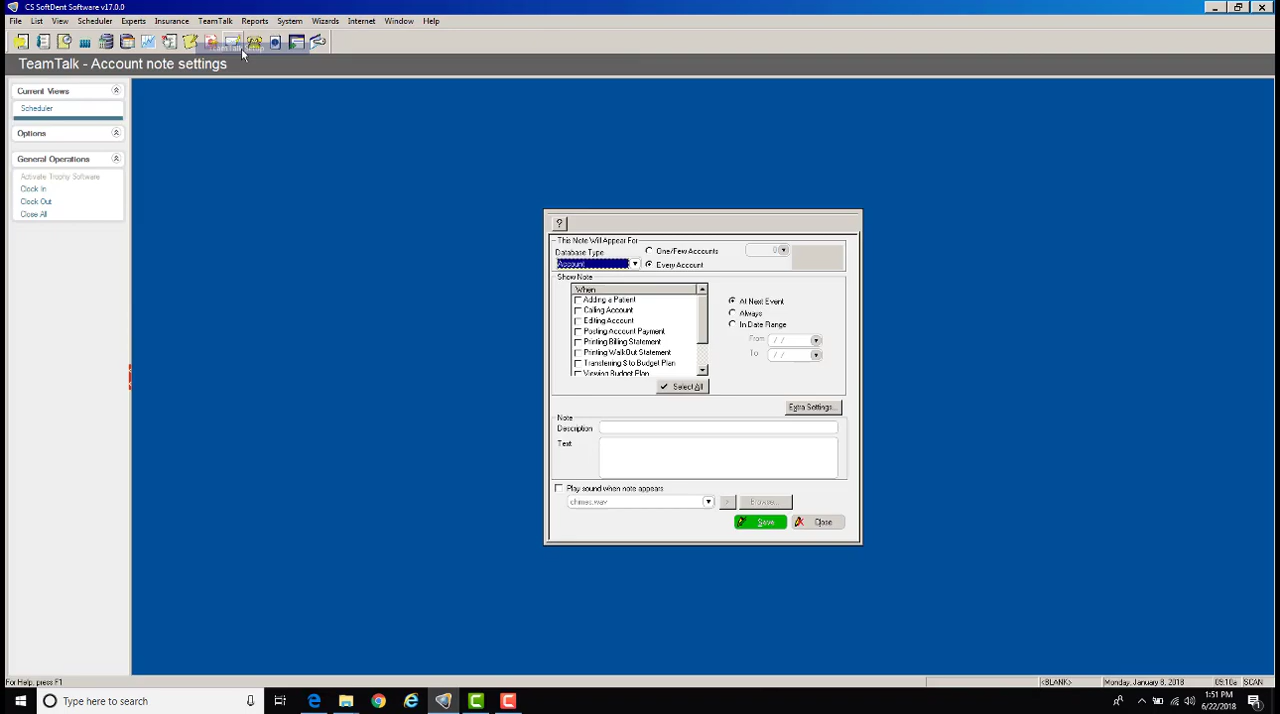 CS SoftDent Software v17.0.0
File List View Scheduler Experts Insurance TeamTalk Reports System Wizards Internet Window Help
TeamTalk Setup
TeamTalk - Account note settings
Current Views
Scheduler
Options
General Operations
Activate Trophy Software
Clock In
Clock Out
Close All
?
This Note Will Appear For
Database Type
One/Few Accounts
0
Account
Every Account
Show Note
When
Adding a Patient
Calling Account
Editing Account
Posting Account Payment
Printing Billing Statement
Printing WalkOut Statement
Transferring $ to Budget Plan
Viewing Budget Plan
At Next Event
Always
In Date Range
From / /
To / /
Select All
Extra Settings...
Note
Description
Text
Play sound when note appears
chimes.wav
Browse...
Save
Close
For Help, press F1
<BLANK> Monday, January 8, 2018 SCAN
Type here to search
1:51 PM
6/22/2018
1